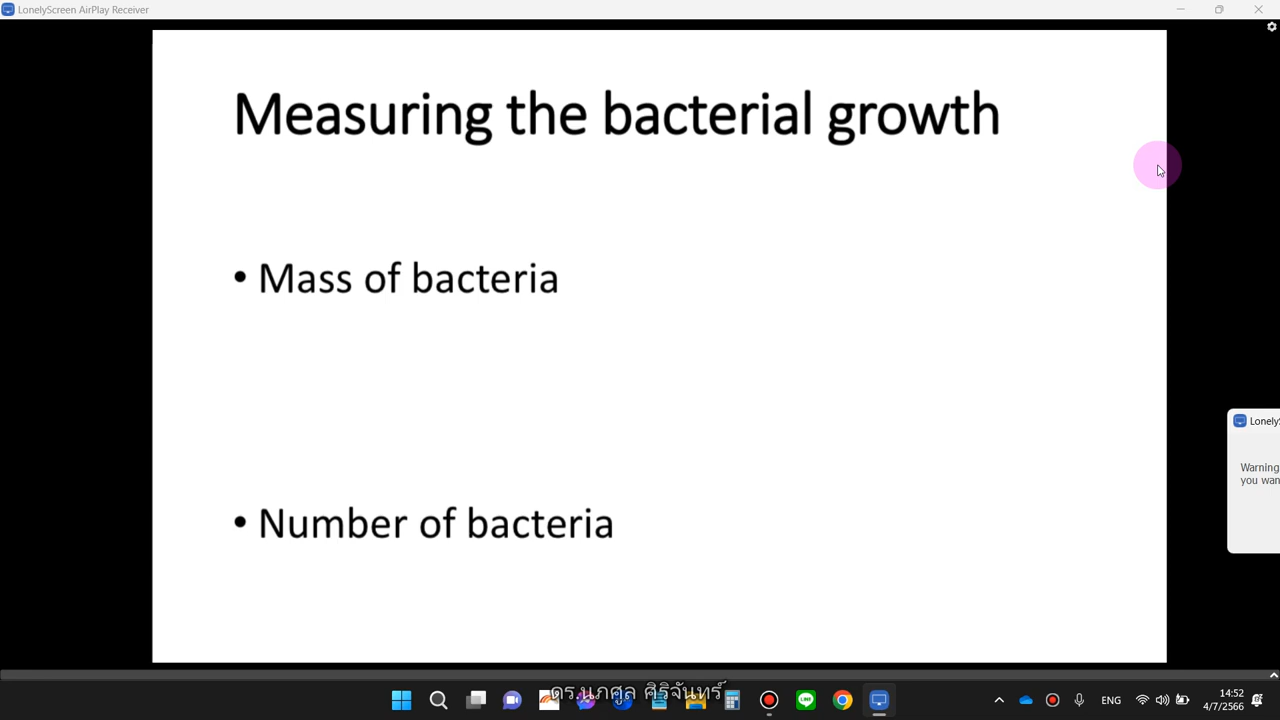 LonelyScreen AirPlay Receiver
Measuring the bacterial growth
• Mass of bacteria
Warning
you wan
• Number of bacteria
ดร.นภศูล ศิริจันทร์
ENG
14:52
4/7/2566